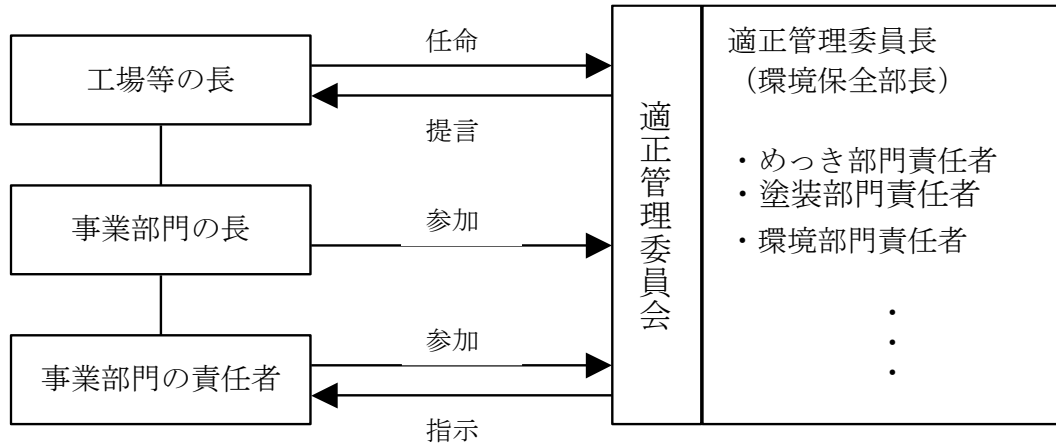 工場等の長
任命
提言
事業部門の長
参加
事業部門の責任者
参加
指示
適正管理委員会
適正管理委員長
（環境保全部長）
・めっき部門責任者
・塗装部門責任者
・環境部門責任者
・
・
・